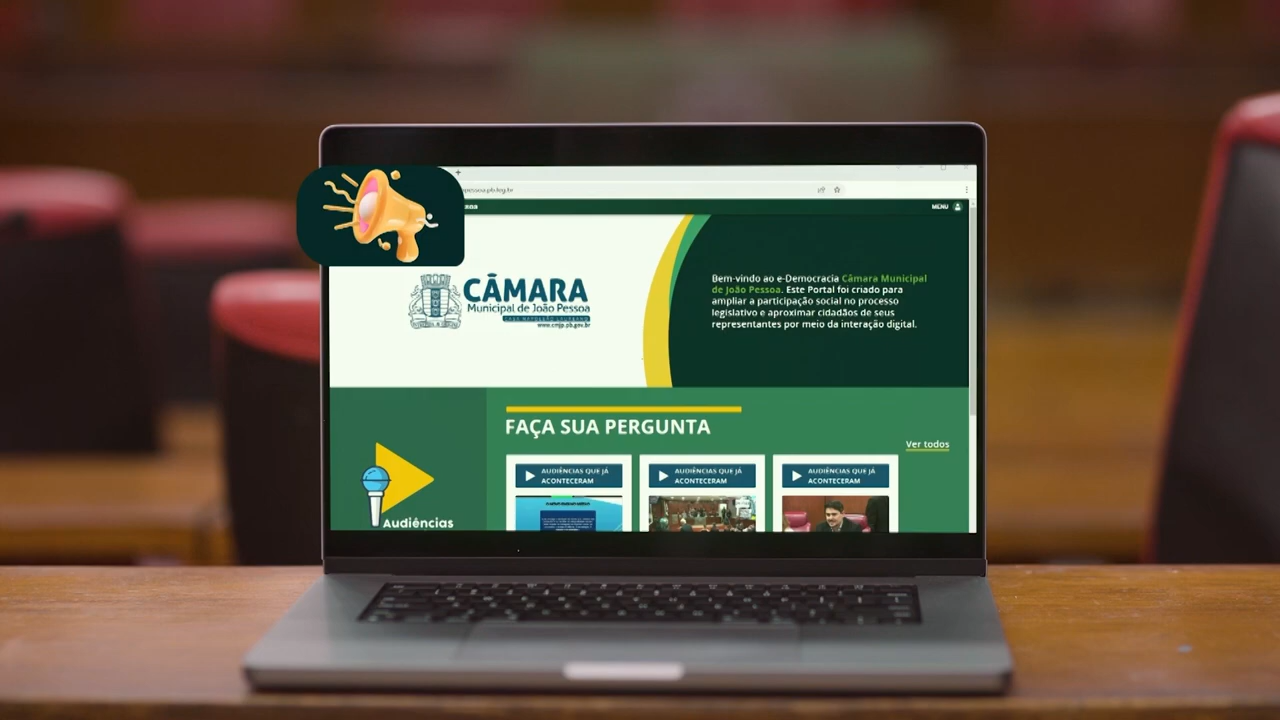 MENU
CÂMARA
Municipal de João Pessoa
CASA NAPOLEÃO LAUREANO
www.cmjp.pb.gov.br
Bem-vindo ao e-Democracia Câmara Municipal
de João Pessoa. Este Portal foi criado para
ampliar a participação social no processo
legislativo e aproximar cidadãos de seus
representantes por meio da interação digital.
FAÇA SUA PERGUNTA
Ver todos
AUDIÊNCIAS QUE JÁ
ACONTECERAM
AUDIÊNCIAS QUE JÁ
ACONTECERAM
AUDIÊNCIAS QUE JÁ
ACONTECERAM
Audiências